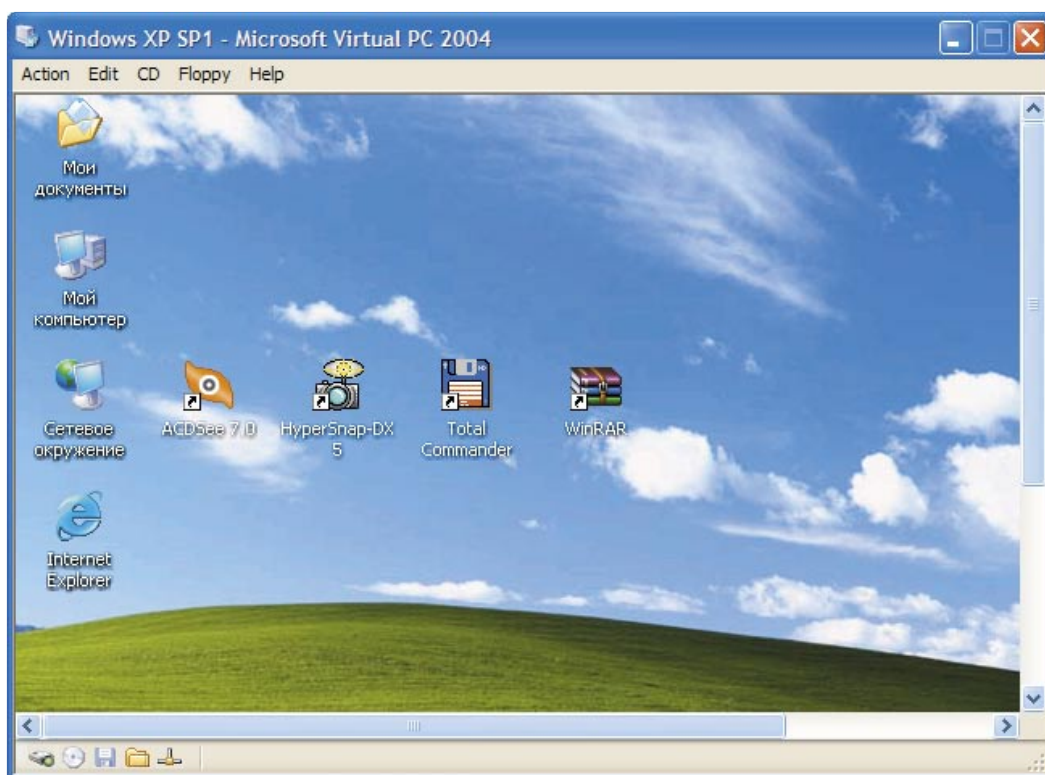 Windows XP SP1 - Microsoft Virtual PC 2004
Action Edit CD Floppy Help
Мои
документы
Мой
компьютер
Сетевое
окружение
ACDSee 7.0
HyperSnap-DX
5
Total
Commander
WinRAR
Internet
Explorer